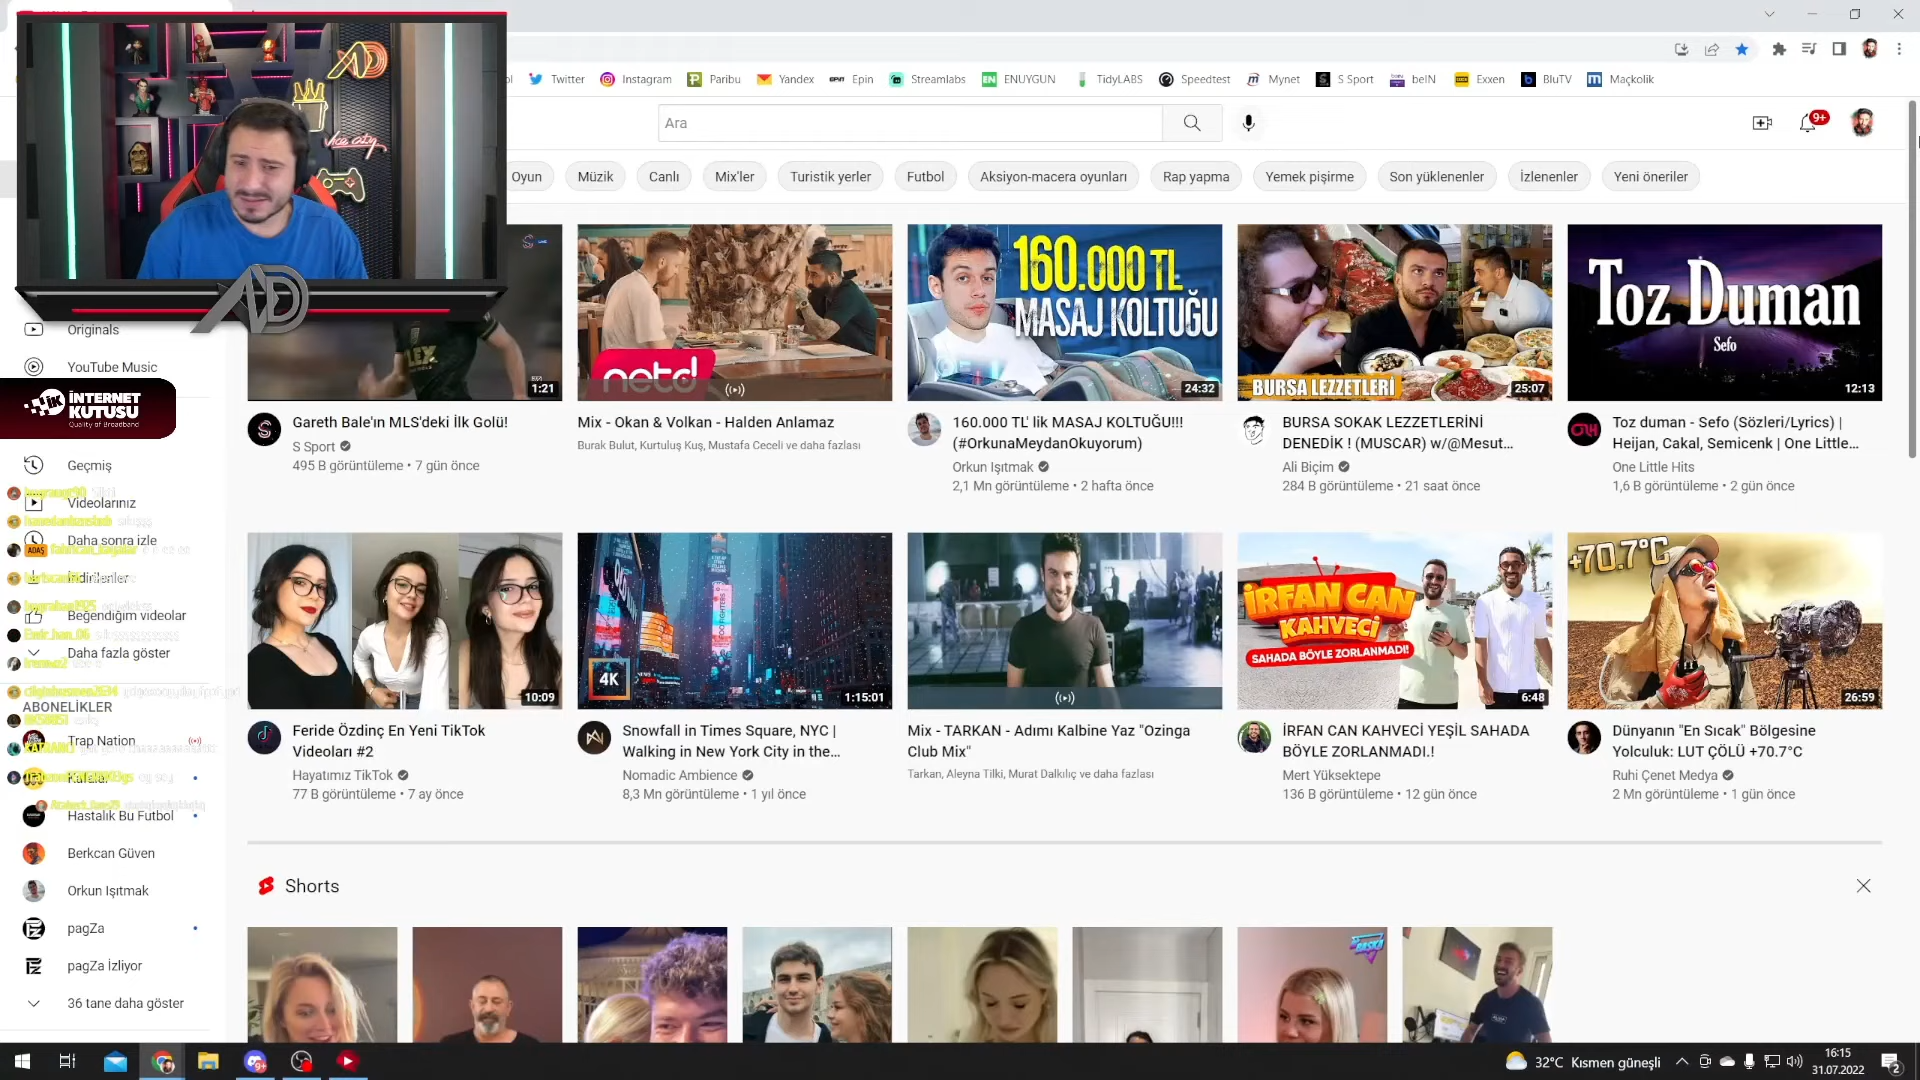 Twitter
Instagram
Paribu
Yandex
Epin
Streamlabs
EN ENUYGUN
TidyLABS
Speedtest
Mynet
S Sport
beIN
Exxen
BluTV
Maçkolik
Ara
9+
Oyun
Müzik
Canlı
Mix'ler
Turistik yerler
Futbol
Aksiyon-macera oyunları
Rap yapma
Yemek pişirme
Son yüklenenler
İzlenenler
Yeni öneriler
vice city
AD
Originals
YouTube Music
İNTERNET
KUTUSU
Quality of Broadband
Geçmiş
Videolarınız
Daha sonra izle
Beğendiğim videolar
Daha fazla göster
ABONELİKLER
Trap Nation
Kafalar
Hastalık Bu Futbol
Berkcan Güven
Orkun Işıtmak
pagZa
pagZa İzliyor
36 tane daha göster
1:21
Gareth Bale'ın MLS'deki İlk Golü!
S Sport
495 B görüntüleme • 7 gün önce
netd
Mix - Okan & Volkan - Halden Anlamaz
Burak Bulut, Kurtuluş Kuş, Mustafa Ceceli ve daha fazlası
160.000 TL
MASAJ KOLTUĞU
24:32
160.000 TL' lik MASAJ KOLTUĞU!!!
(#OrkunaMeydanOkuyorum)
Orkun Işıtmak
2,1 Mn görüntüleme • 2 hafta önce
BURSA LEZZETLERİ
25:07
BURSA SOKAK LEZZETLERİNİ
DENEDİK ! (MUSCAR) w/@Mesut...
Ali Biçim
284 B görüntüleme • 21 saat önce
Toz Duman
Sefo
12:13
Toz duman - Sefo (Sözleri/Lyrics) |
Heijan, Cakal, Semicenk | One Little...
One Little Hits
1,6 B görüntüleme • 2 gün önce
10:09
Feride Özdinç En Yeni TikTok
Videoları #2
Hayatımız TikTok
77 B görüntüleme • 7 ay önce
4K
1:15:01
Snowfall in Times Square, NYC |
Walking in New York City in the...
Nomadic Ambience
8,3 Mn görüntüleme • 1 yıl önce
Mix - TARKAN - Adımı Kalbine Yaz "Ozinga
Club Mix"
Tarkan, Aleyna Tilki, Murat Dalkılıç ve daha fazlası
İRFAN CAN
KAHVECİ
SAHADA BÖYLE ZORLANMADI!
6:48
İRFAN CAN KAHVECİ YEŞİL SAHADA
BÖYLE ZORLANMADI.!
Mert Yüksektepe
136 B görüntüleme • 12 gün önce
+70.7°C
26:59
Dünyanın "En Sıcak" Bölgesine
Yolculuk: LUT ÇÖLÜ +70.7°C
Ruhi Çenet Medya
2 Mn görüntüleme • 1 gün önce
Shorts
BAŞKA
32°C Kısmen güneşli
16:15
31.07.2022
2